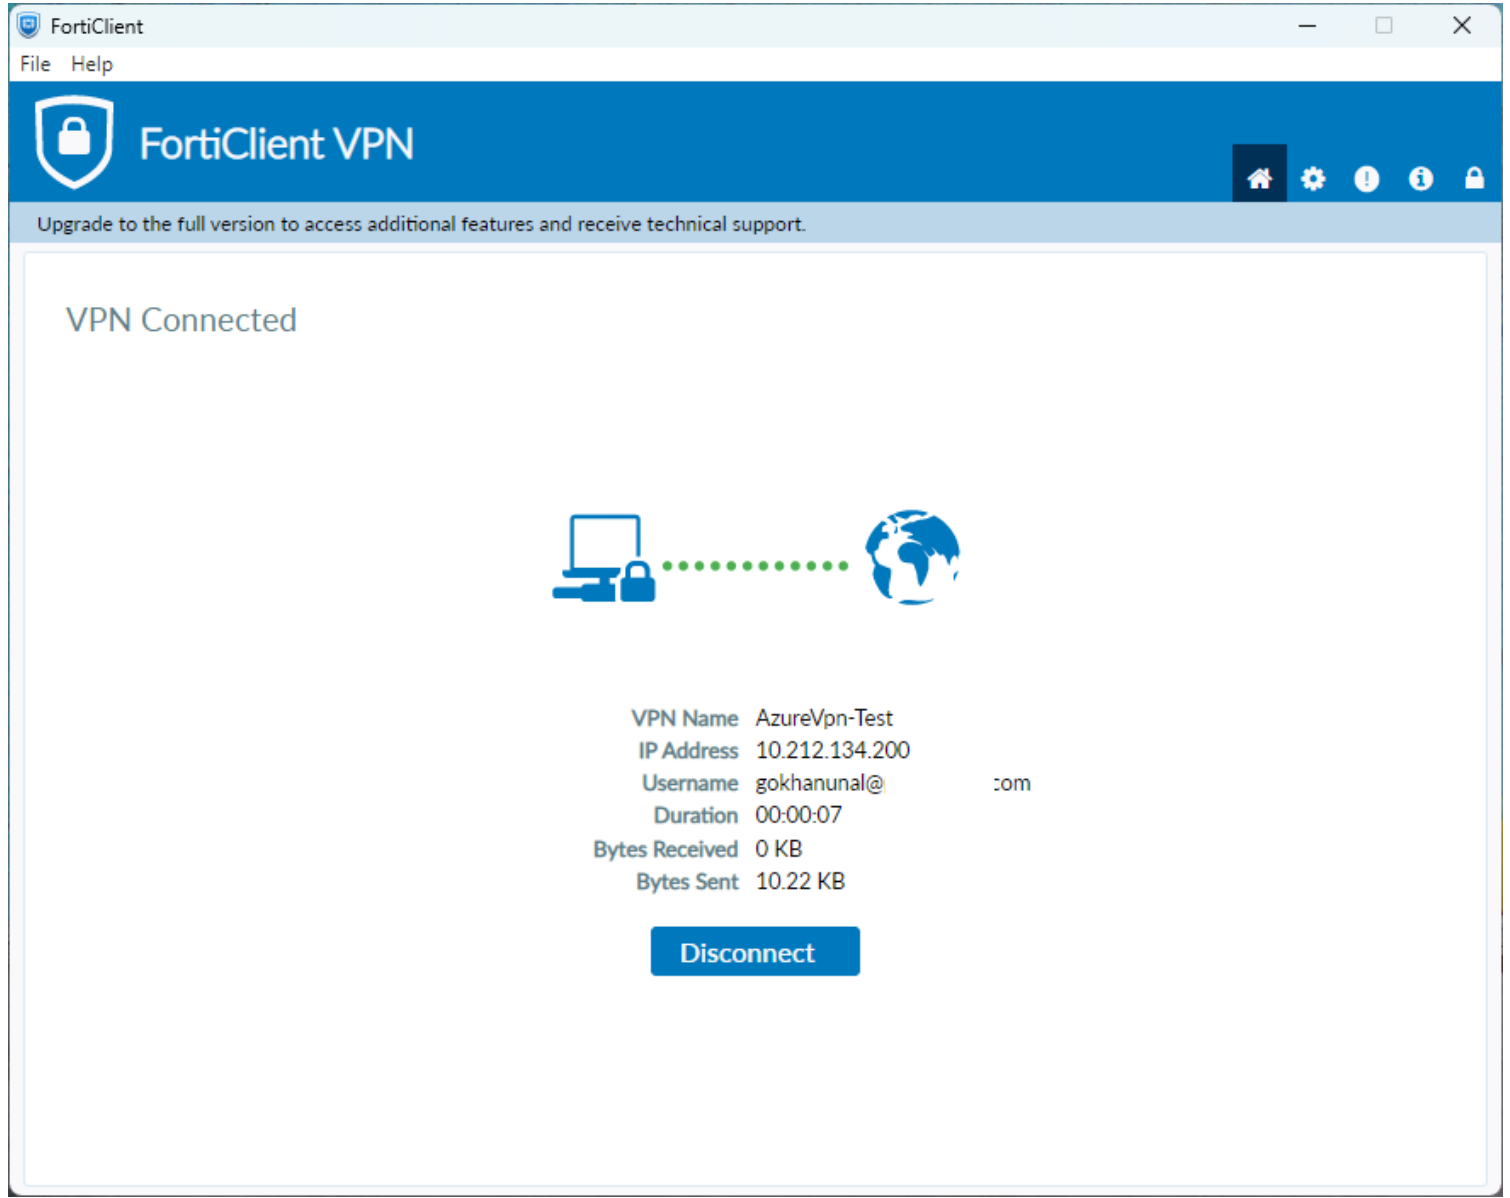 FortiClient
File Help
FortiClient VPN
Upgrade to the full version to access additional features and receive technical support.
VPN Connected
VPN Name AzureVpn-Test
IP Address 10.212.134.200
Username gokhanunal@ .com
Duration 00:00:07
Bytes Received 0 KB
Bytes Sent 10.22 KB
Disconnect